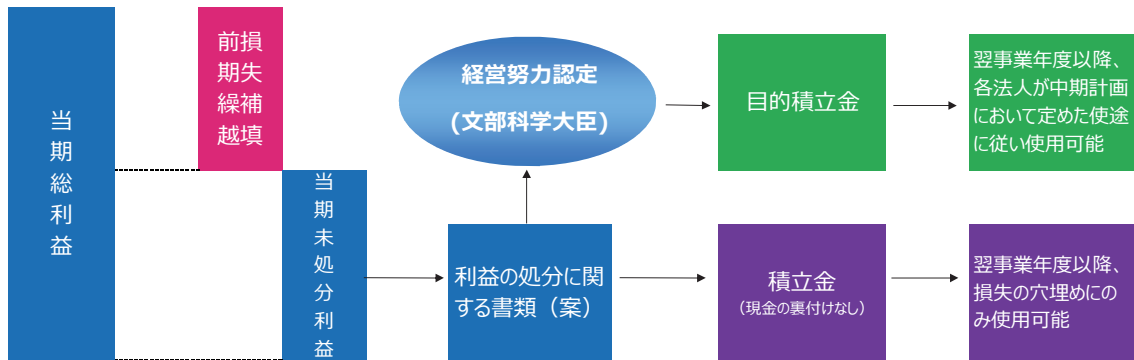 当期総利益
前期繰越
損失補填
当期未処分利益
経営努力認定
(文部科学大臣)
利益の処分に関
する書類（案）
目的積立金
翌事業年度以降、
各法人が中期計画
において定めた使途
に従い使用可能
積立金
（現金の裏付けなし）
翌事業年度以降、
損失の穴埋めにの
み使用可能